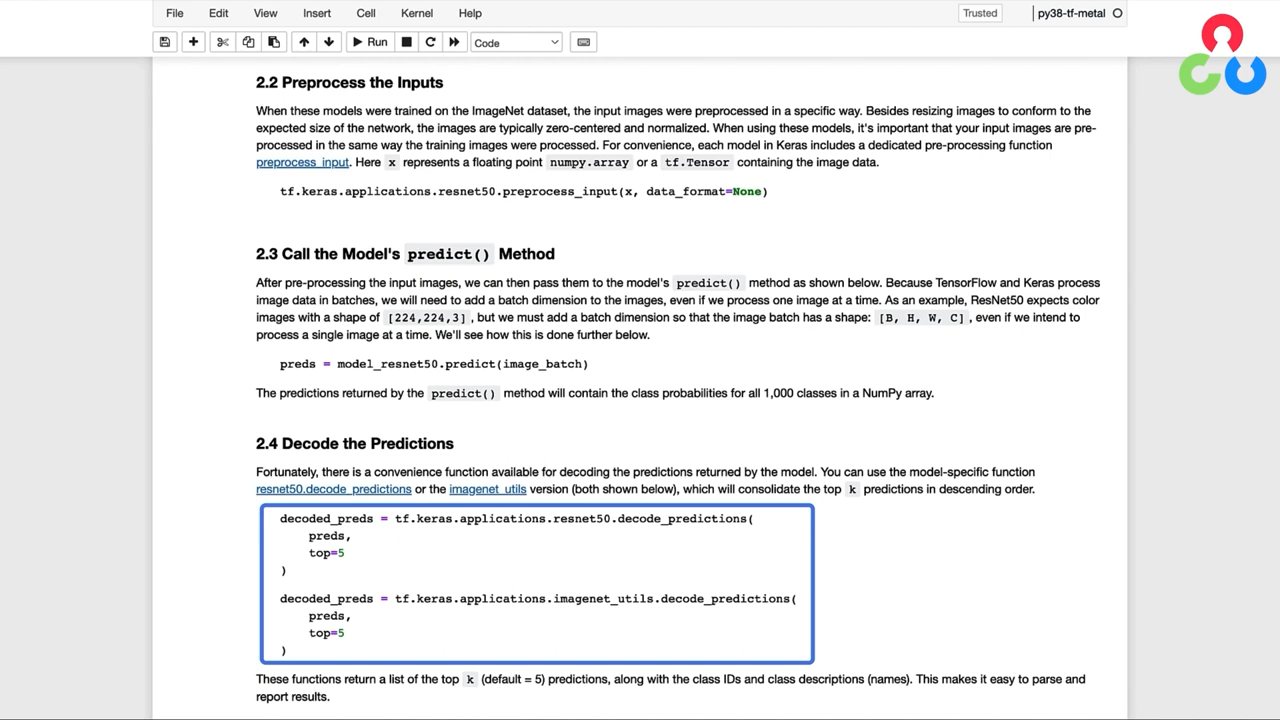 File Edit View Insert Cell Kernel Help Trusted py38-tf-metal
Run Code
2.2 Preprocess the Inputs
When these models were trained on the ImageNet dataset, the input images were preprocessed in a specific way. Besides resizing images to conform to the
expected size of the network, the images are typically zero-centered and normalized. When using these models, it's important that your input images are pre-
processed in the same way the training images were processed. For convenience, each model in Keras includes a dedicated pre-processing function
preprocess_input. Here x represents a floating point numpy.array or a tf.Tensor containing the image data.
tf.keras.applications.resnet50.preprocess_input(x, data_format=None)
2.3 Call the Model's predict() Method
After pre-processing the input images, we can then pass them to the model's predict() method as shown below. Because TensorFlow and Keras process
image data in batches, we will need to add a batch dimension to the images, even if we process one image at a time. As an example, ResNet50 expects color
images with a shape of [224,224,3], but we must add a batch dimension so that the image batch has a shape: [B, H, W, C], even if we intend to
process a single image at a time. We'll see how this is done further below.
preds = model_resnet50.predict(image_batch)
The predictions returned by the predict() method will contain the class probabilities for all 1,000 classes in a NumPy array.
2.4 Decode the Predictions
Fortunately, there is a convenience function available for decoding the predictions returned by the model. You can use the model-specific function
resnet50.decode_predictions or the imagenet_utils version (both shown below), which will consolidate the top k predictions in descending order.
decoded_preds = tf.keras.applications.resnet50.decode_predictions(
preds,
top=5
)
decoded_preds = tf.keras.applications.imagenet_utils.decode_predictions(
preds,
top=5
)
These functions return a list of the top k (default = 5) predictions, along with the class IDs and class descriptions (names). This makes it easy to parse and
report results.